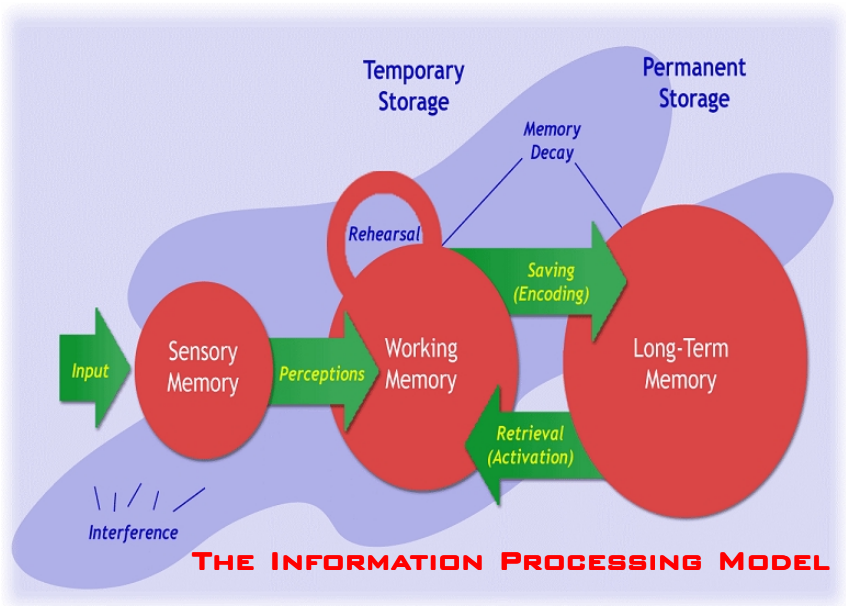 Temporary
Storage
Permanent
Storage
Memory
Decay
Rehearsal
Saving
(Encoding)
Input
Sensory
Memory
Perceptions
Working
Memory
Long-Term
Memory
Retrieval
(Activation)
Interference
The Information Processing Model